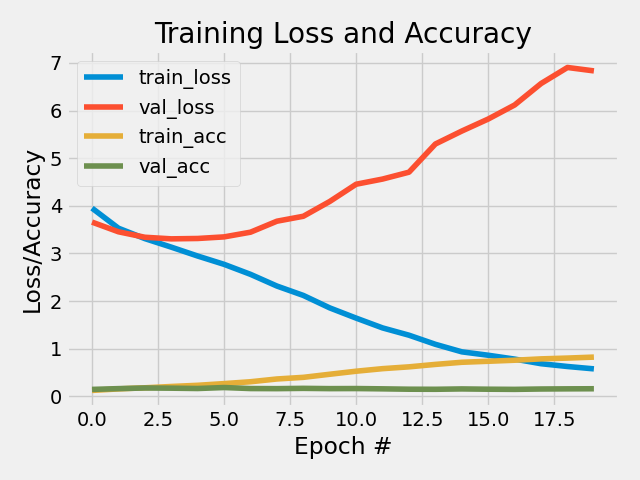 Training Loss and Accuracy
train_loss
val_loss
train_acc
val_acc
Loss/Accuracy
7
6
5
4
3
2
1
0
0.0 2.5 5.0 7.5 10.0 12.5 15.0 17.5
Epoch #